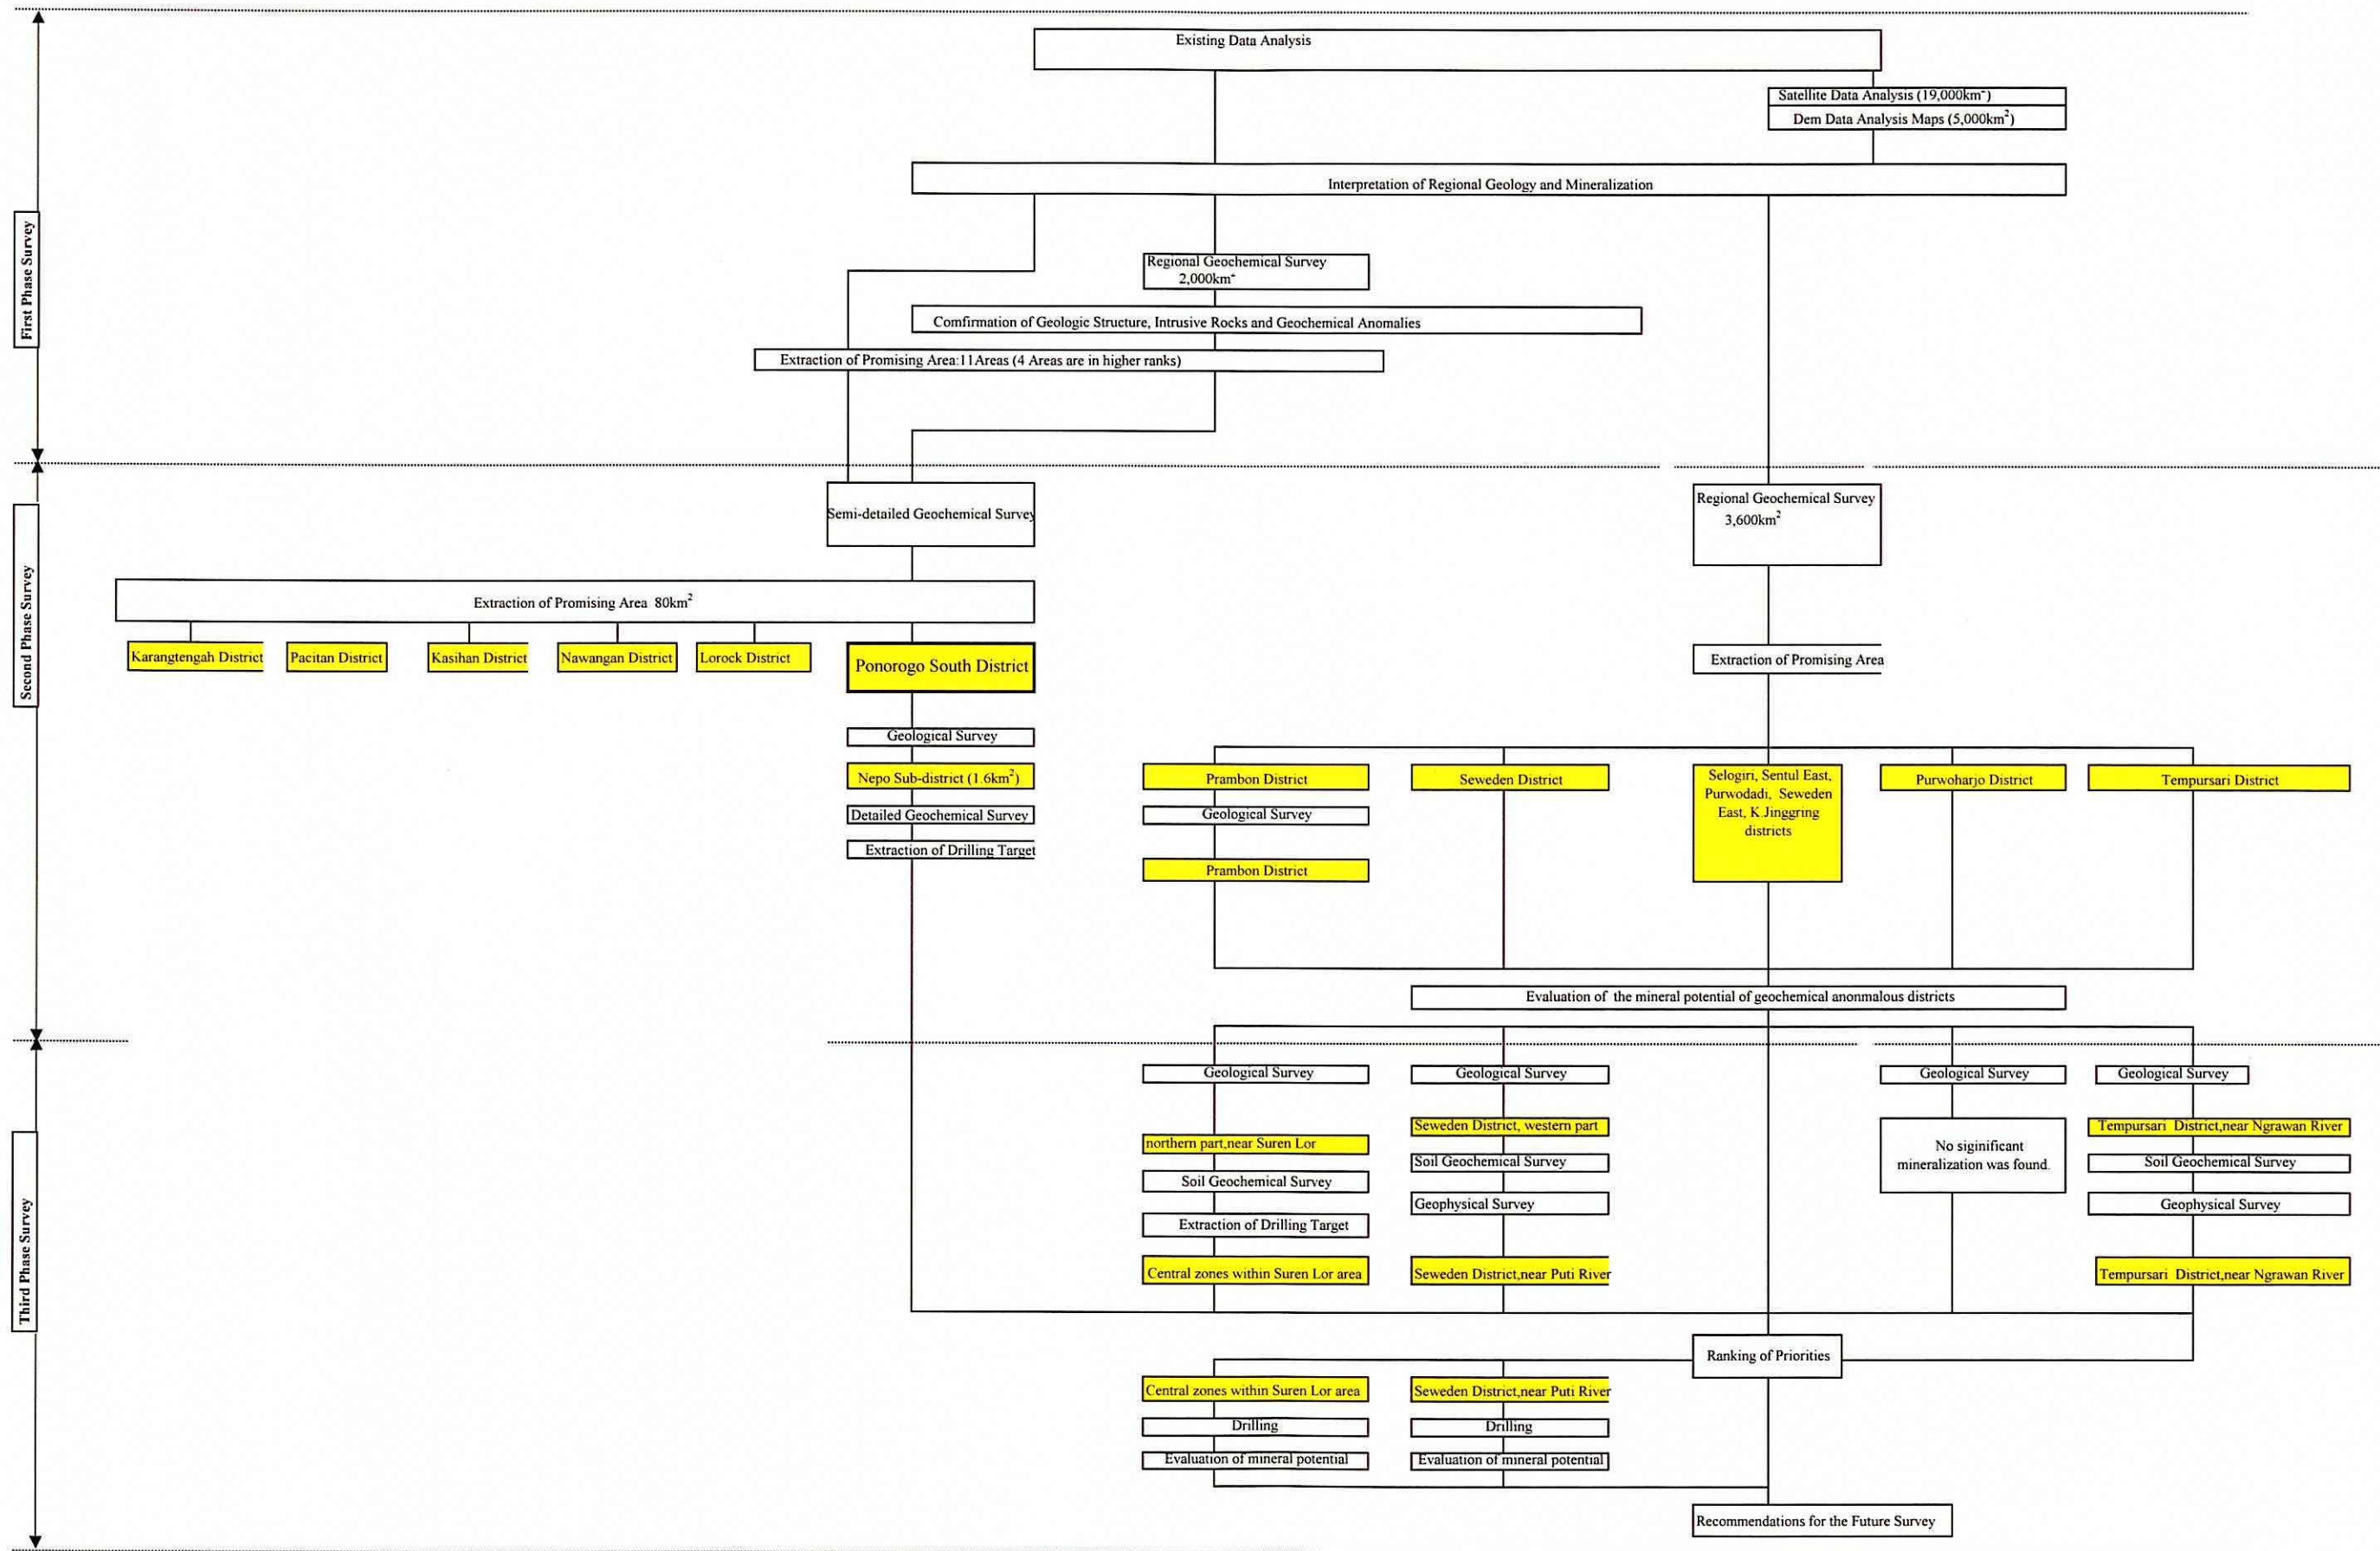 Existing Data Analysis
Satellite Data Analysis (19,000km²)
Dem Data Analysis Maps (5,000km²)
Interpretation of Regional Geology and Mineralization
First Phase Survey
Regional Geochemical Survey
2,000km²
Comfirmation of Geologic Structure, Intrusive Rocks and Geochemical Anomalies
Extraction of Promising Area:11Areas (4 Areas are in higher ranks)
Second Phase Survey
Semi-detailed Geochemical Survey
Regional Geochemical Survey
3,600km²
Extraction of Promising Area 80km²
Karangtengah District
Pacitan District
Kasihan District
Nawangan District
Lorock District
Ponorogo South District
Extraction of Promising Area
Geological Survey
Nepo Sub-district (1.6km²)
Detailed Geochemical Survey
Extraction of Drilling Target
Prambon District
Geological Survey
Prambon District
Seweden District
Selogiri, Sentul East,
Purwodadi, Seweden
East, K.Jinggring
districts
Purwoharjo District
Tempursari District
Evaluation of the mineral potential of geochemical anonmalous districts
Third Phase Survey
Geological Survey
northern part,near Suren Lor
Soil Geochemical Survey
Extraction of Drilling Target
Central zones within Suren Lor area
Geological Survey
Seweden District, western part
Soil Geochemical Survey
Geophysical Survey
Seweden District,near Puti River
Geological Survey
No siginificant
mineralization was found.
Geological Survey
Tempursari District,near Ngrawan River
Soil Geochemical Survey
Geophysical Survey
Tempursari District,near Ngrawan River
Ranking of Priorities
Central zones within Suren Lor area
Drilling
Evaluation of mineral potential
Seweden District,near Puti River
Drilling
Evaluation of mineral potential
Recommendations for the Future Survey